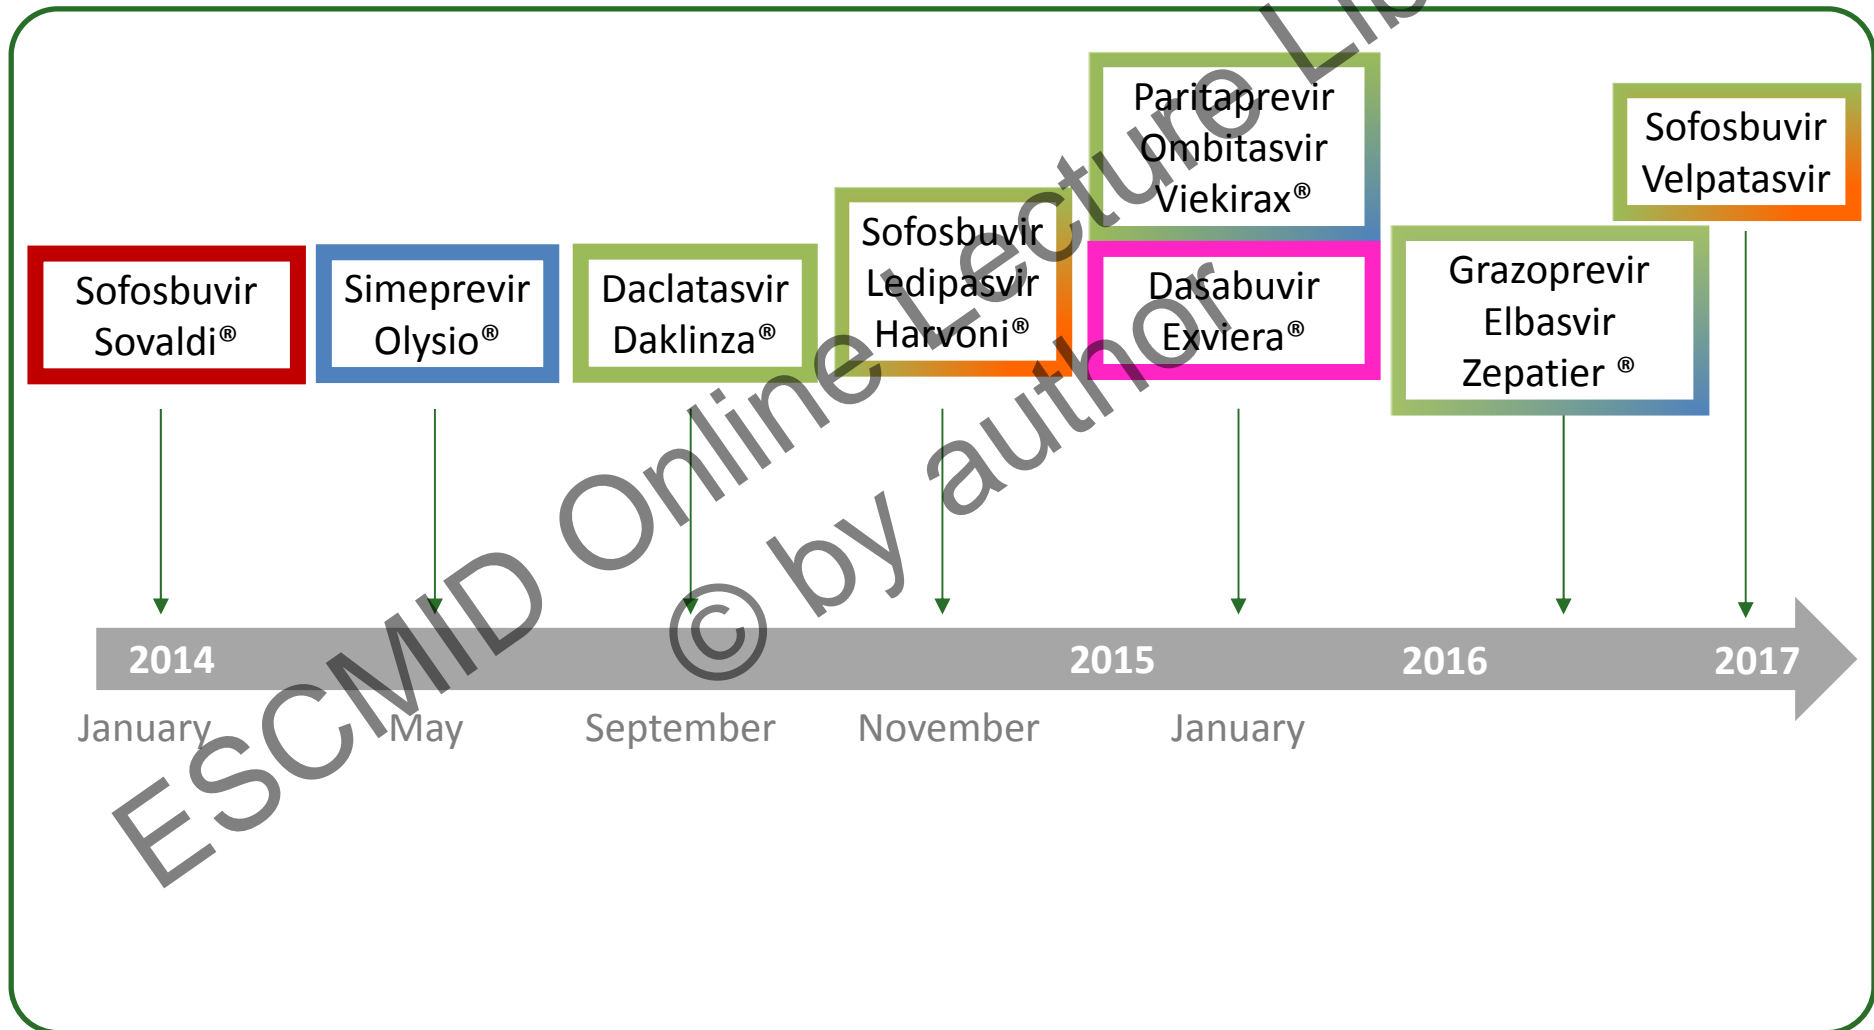 Sofosbuvir
Sovaldi®
Simeprevir
Olysio®
Daclatasvir
Daklinza®
Sofosbuvir
Ledipasvir
Harvoni®
Paritaprevir
Ombitasvir
Viekirax®
Dasabuvir
Exviera®
Grazoprevir
Elbasvir
Zepatier ®
Sofosbuvir
Velpatasvir
2014
2015
2016
2017
January
May
September
November
January
ESCMID Online Lecture
© by author